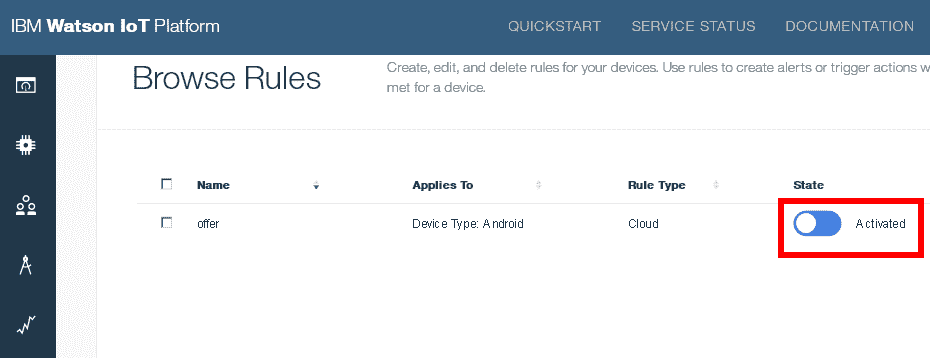 IBM Watson IoT Platform QUICKSTART SERVICE STATUS DOCUMENTATION
Browse Rules
Create, edit, and delete rules for your devices. Use rules to create alerts or trigger actions w
met for a device.
Name Applies To Rule Type State
offer Device Type: Android Cloud Activated